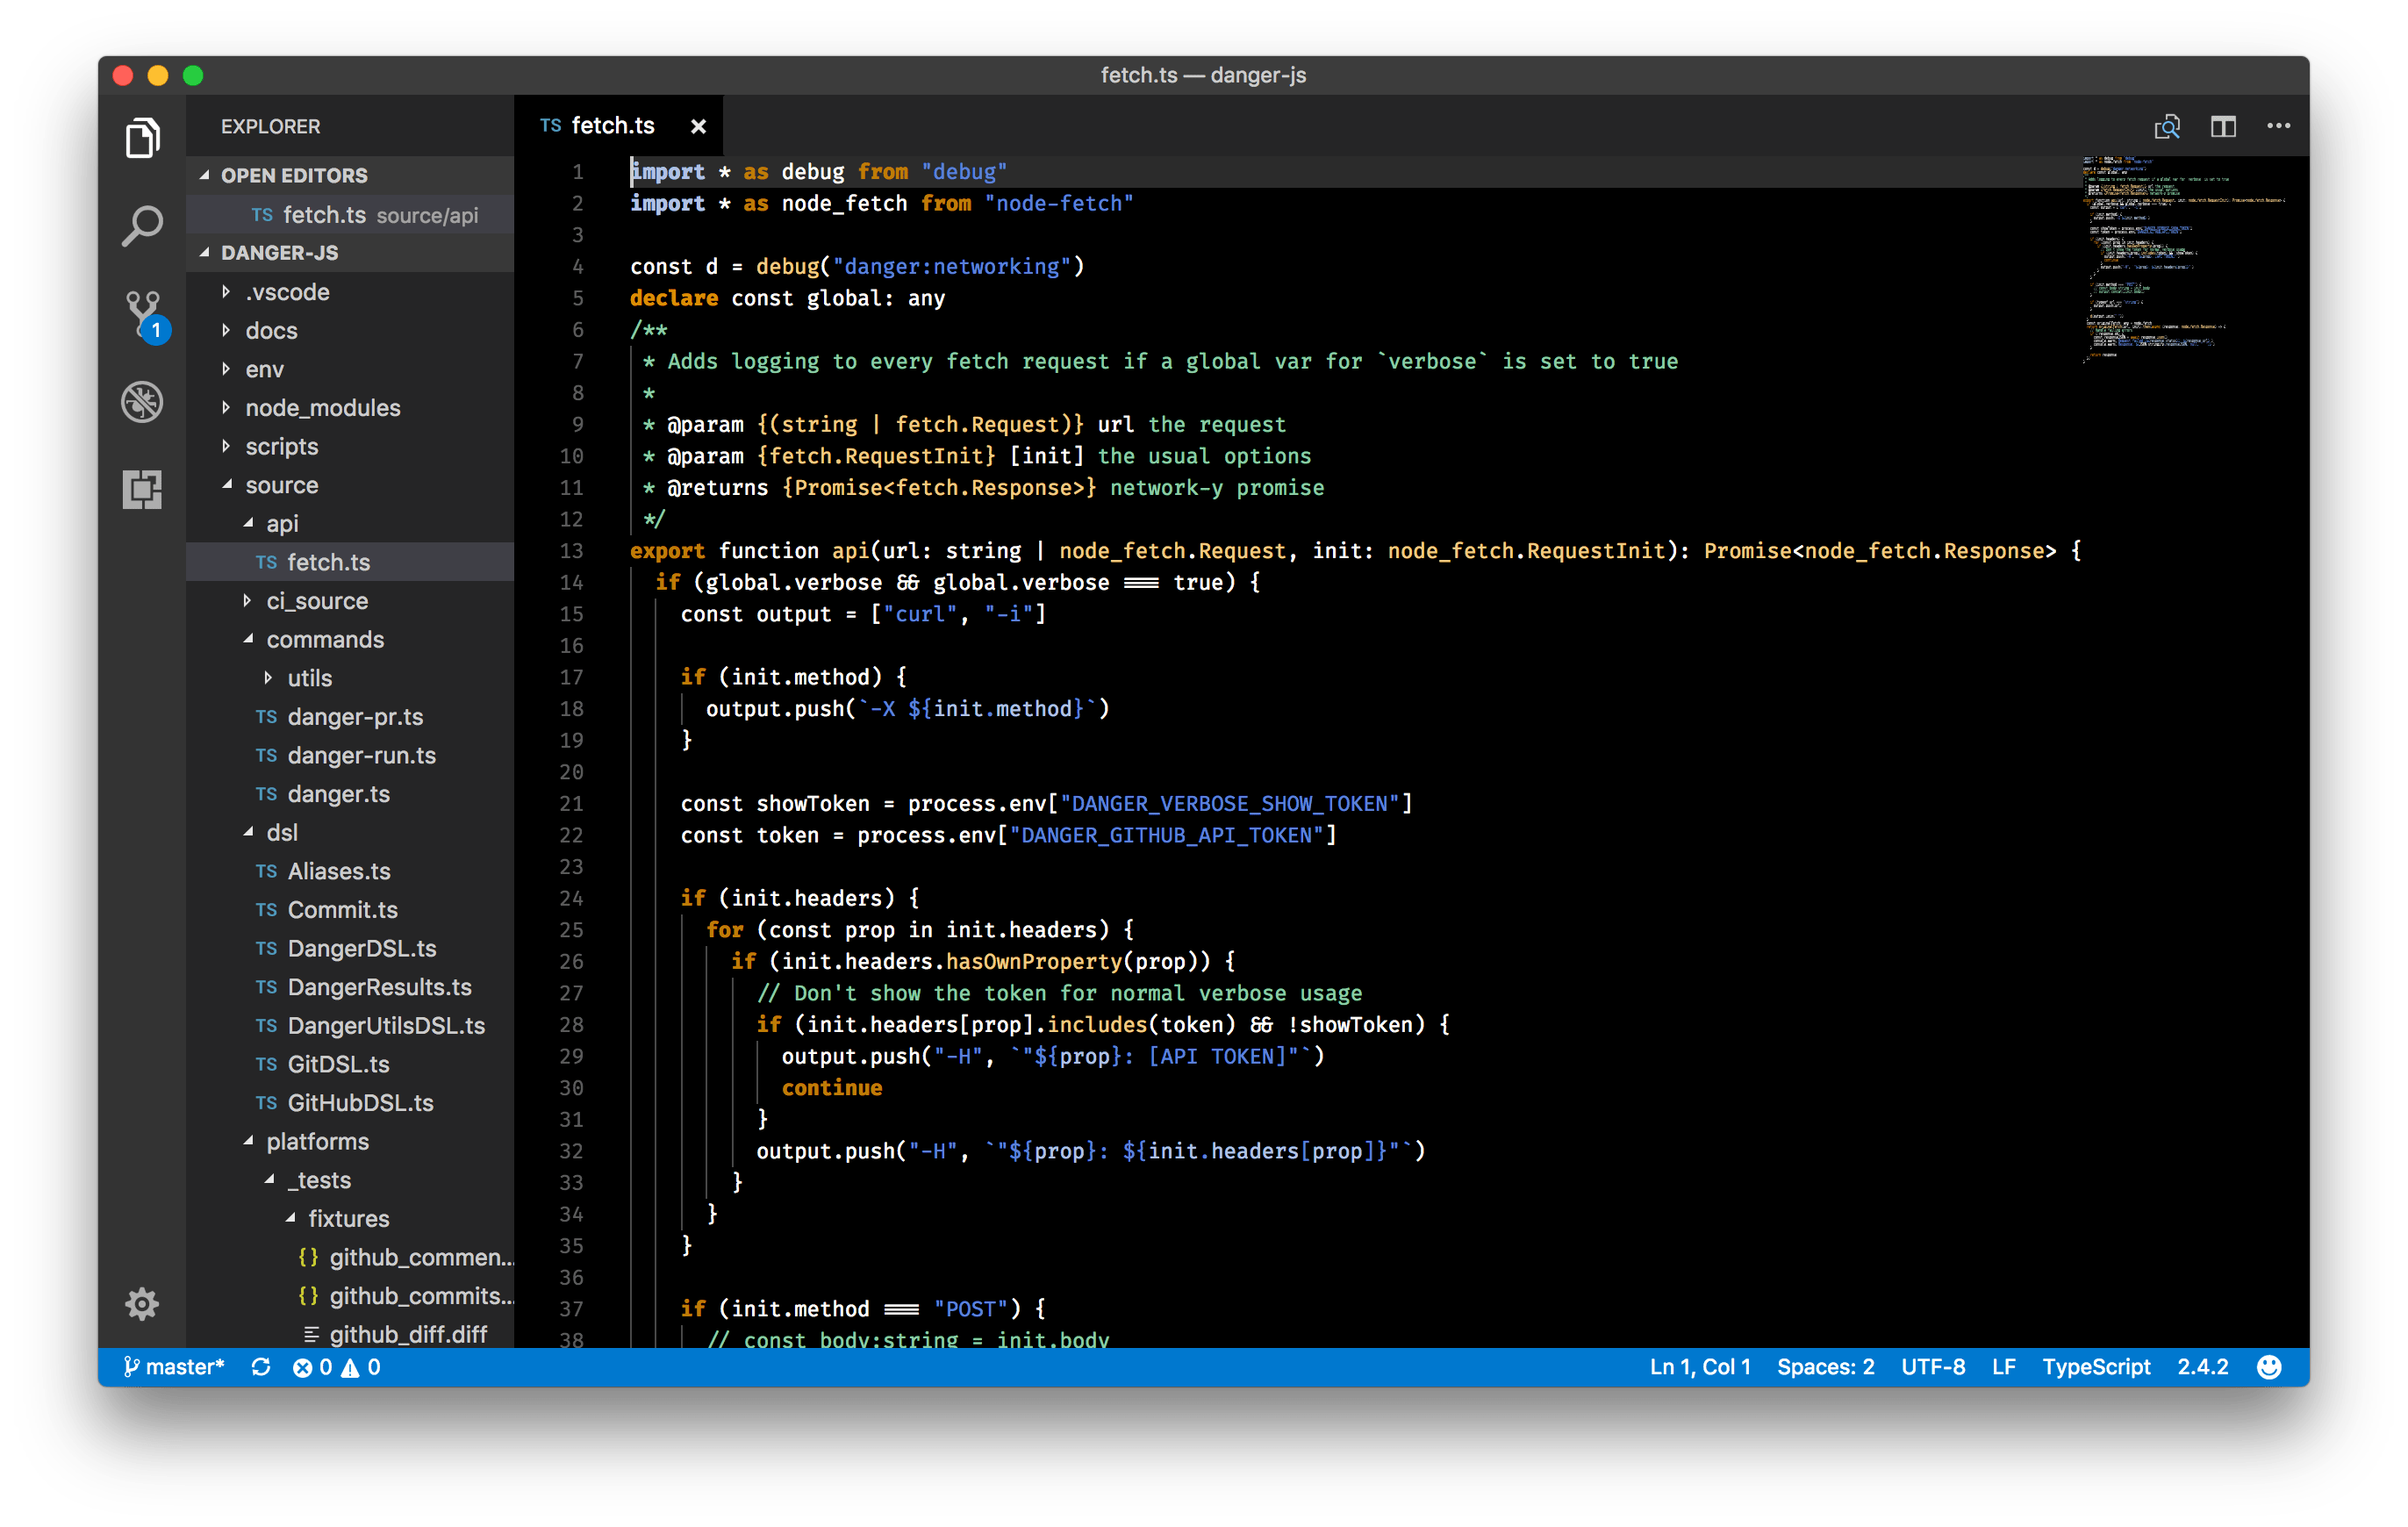 fetch.ts — danger-js
EXPLORER
OPEN EDITORS
TS fetch.ts source/api
DANGER-JS
.vscode
docs
env
node_modules
scripts
source
api
TS fetch.ts
ci_source
commands
utils
TS danger-pr.ts
TS danger-run.ts
TS danger.ts
dsl
TS Aliases.ts
TS Commit.ts
TS DangerDSL.ts
TS DangerResults.ts
TS DangerUtilsDSL.ts
TS GitDSL.ts
TS GitHubDSL.ts
platforms
_tests
fixtures
{} github_commen...
{} github_commits...
github_diff.diff
1
TS fetch.ts ×
1 import * as debug from "debug"
2 import * as node_fetch from "node-fetch"
3
4 const d = debug("danger:networking")
5 declare const global: any
6 /**
7 * Adds logging to every fetch request if a global var for `verbose` is set to true
8 *
9 * @param {(string | fetch.Request)} url the request
10 * @param {fetch.RequestInit} [init] the usual options
11 * @returns {Promise<fetch.Response>} network-y promise
12 */
13 export function api(url: string | node_fetch.Request, init: node_fetch.RequestInit): Promise<node_fetch.Response> {
14 if (global.verbose && global.verbose === true) {
15 const output = ["curl", "-i"]
16
17 if (init.method) {
18 output.push(`-X ${init.method}`)
19 }
20
21 const showToken = process.env["DANGER_VERBOSE_SHOW_TOKEN"]
22 const token = process.env["DANGER_GITHUB_API_TOKEN"]
23
24 if (init.headers) {
25 for (const prop in init.headers) {
26 if (init.headers.hasOwnProperty(prop)) {
27 // Don't show the token for normal verbose usage
28 if (init.headers[prop].includes(token) && !showToken) {
29 output.push("-H", `"${prop}: [API TOKEN]"`)
30 continue
31 }
32 output.push("-H", `"${prop}: ${init.headers[prop]}"`)
33 }
34 }
35 }
36
37 if (init.method === "POST") {
38 // const body:string = init.body
master* 0 0
Ln 1, Col 1 Spaces: 2 UTF-8 LF TypeScript 2.4.2